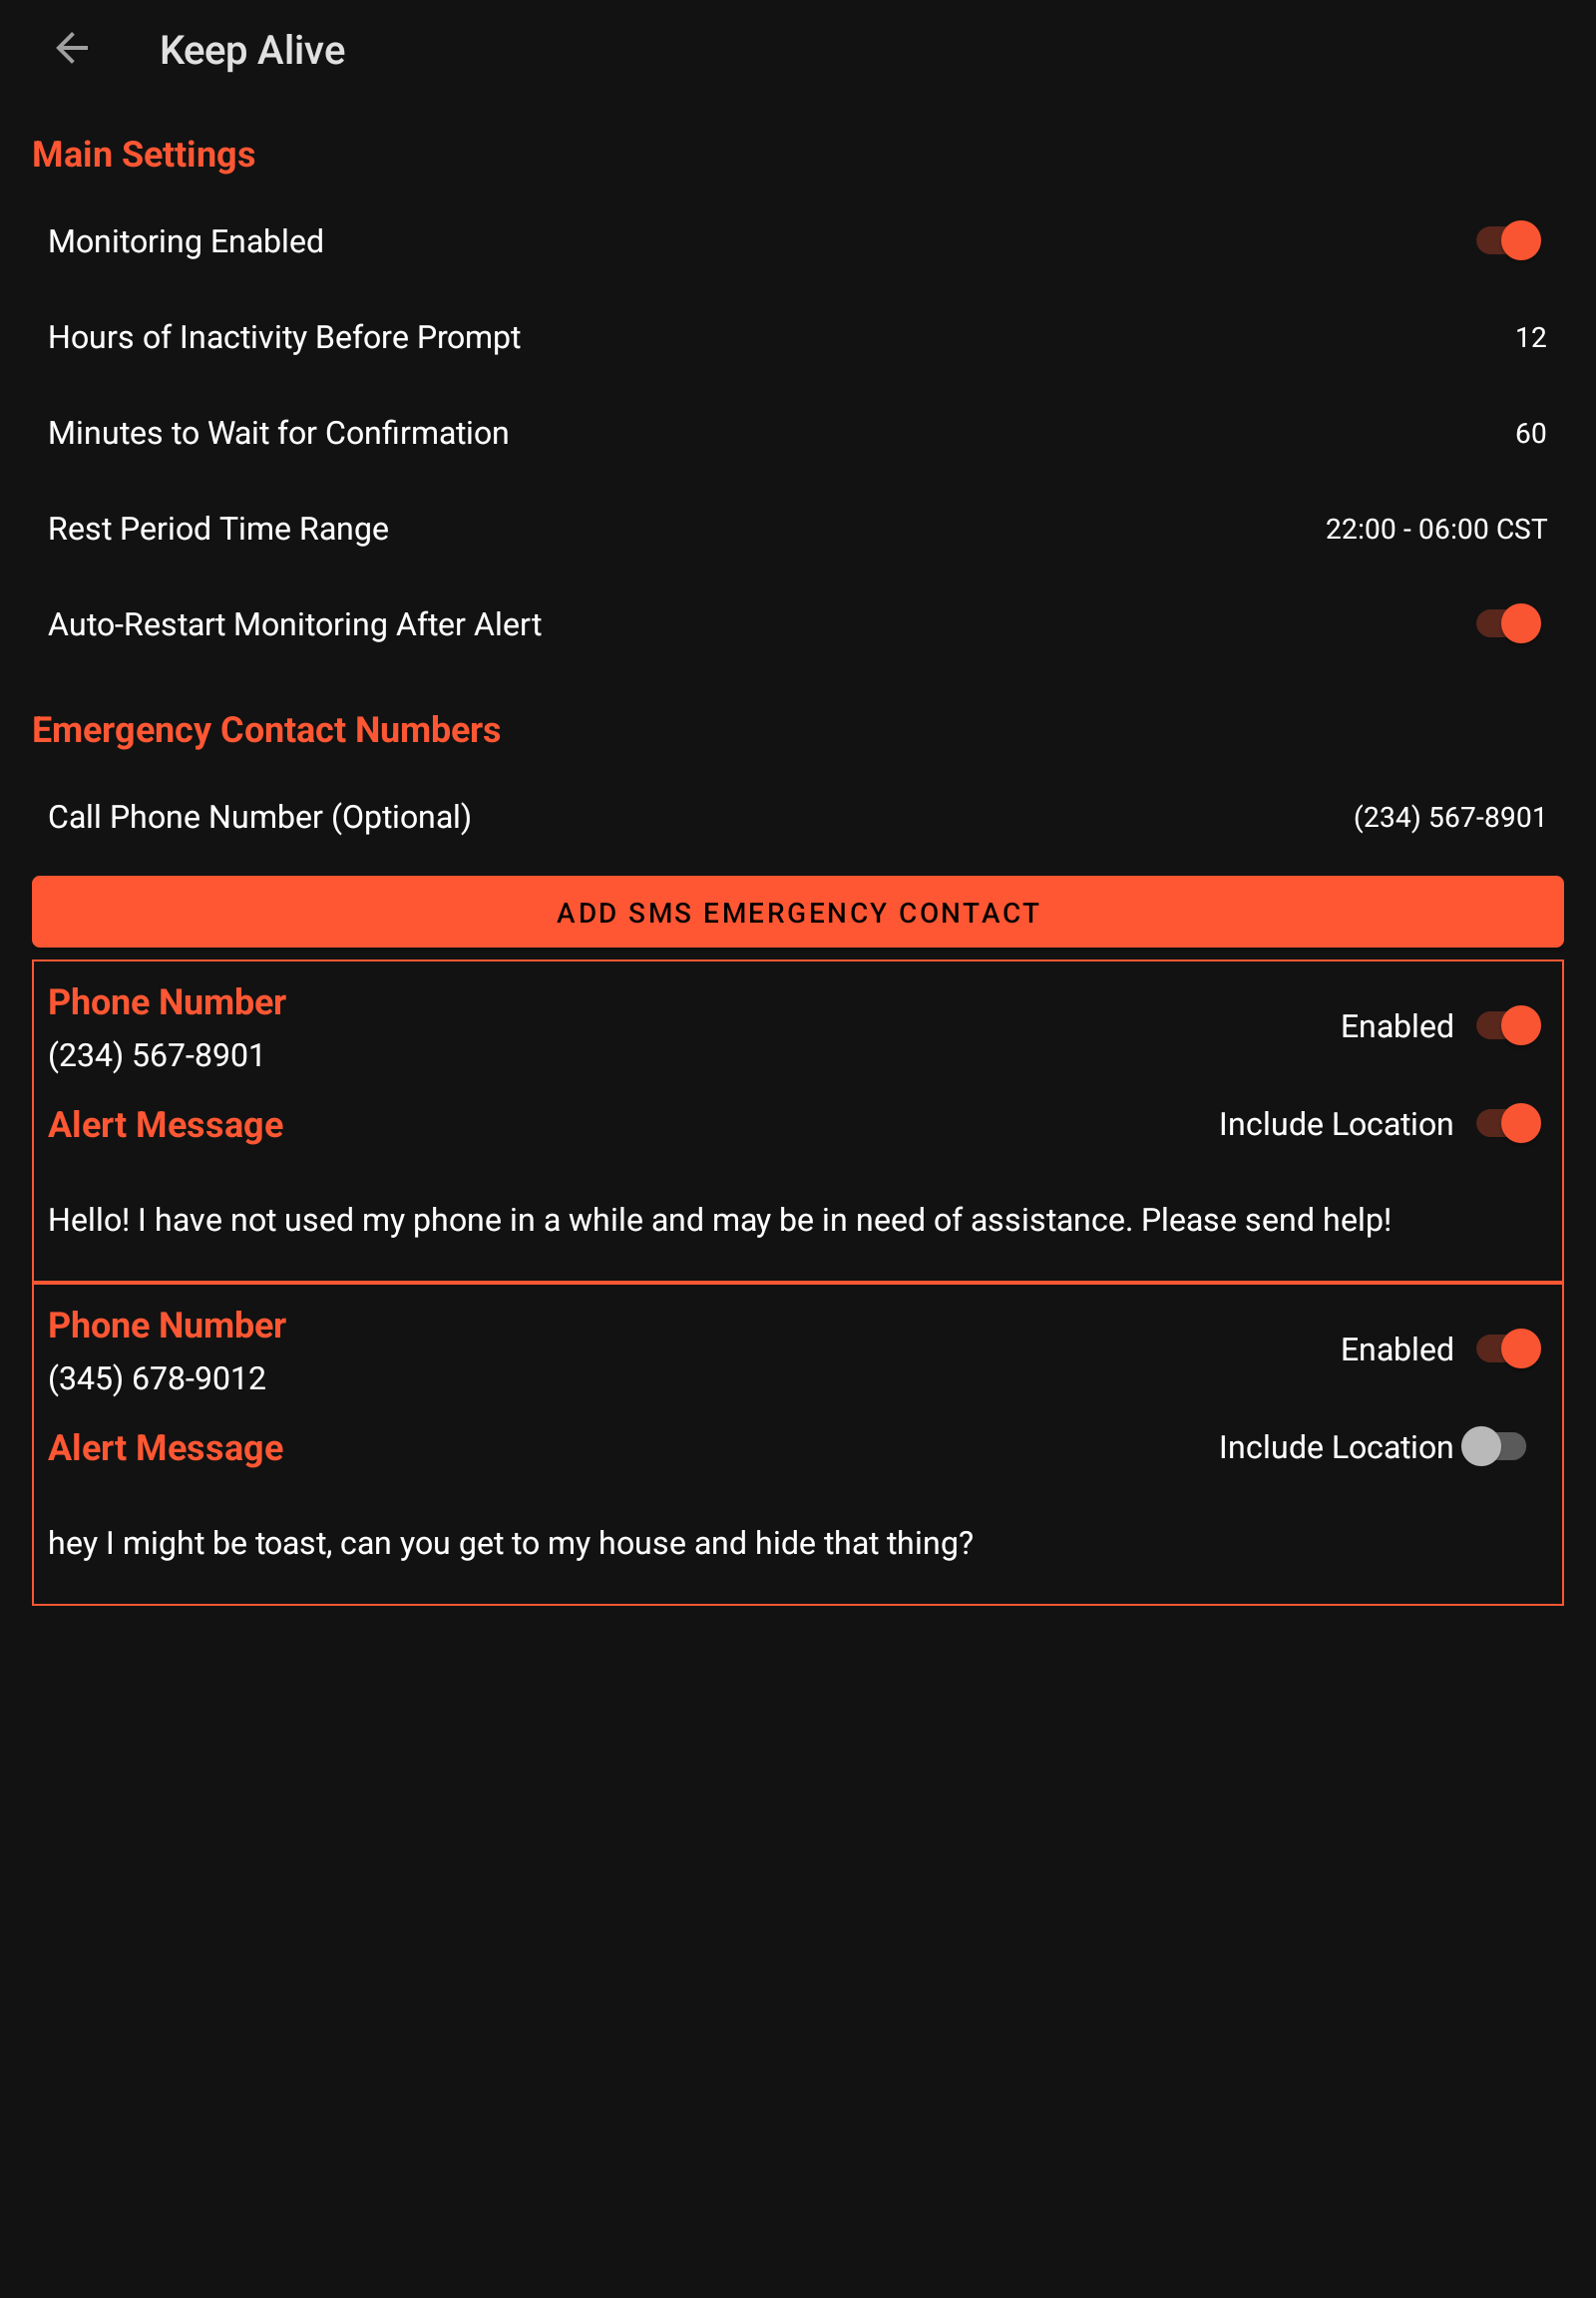 Keep Alive
Main Settings
Monitoring Enabled
Hours of Inactivity Before Prompt 12
Minutes to Wait for Confirmation 60
Rest Period Time Range 22:00 - 06:00 CST
Auto-Restart Monitoring After Alert
Emergency Contact Numbers
Call Phone Number (Optional) (234) 567-8901
ADD SMS EMERGENCY CONTACT
Phone Number
(234) 567-8901
Enabled
Alert Message
Include Location
Hello! I have not used my phone in a while and may be in need of assistance. Please send help!
Phone Number
(345) 678-9012
Enabled
Alert Message
Include Location
hey I might be toast, can you get to my house and hide that thing?